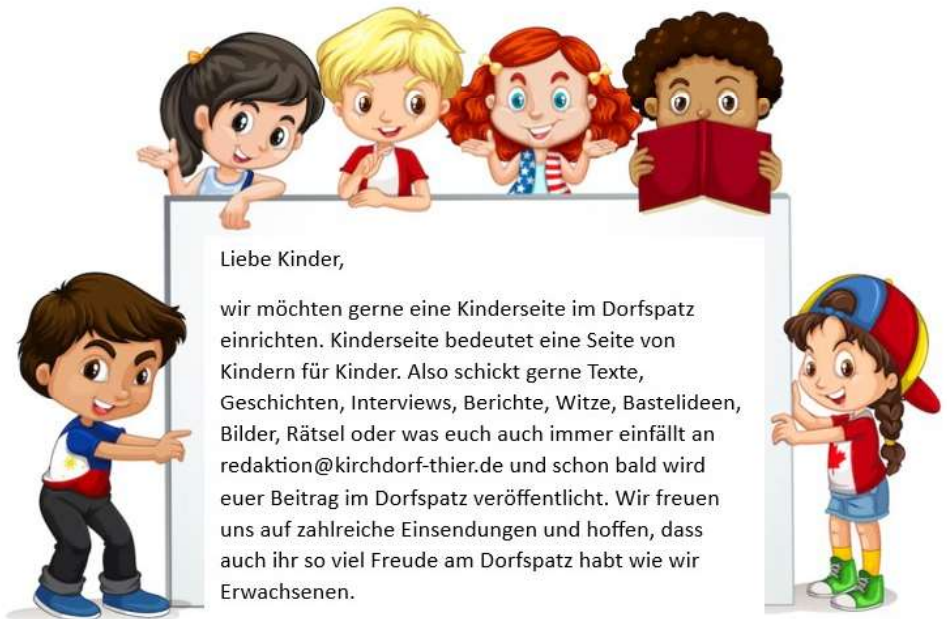 Liebe Kinder,
wir möchten gerne eine Kinderseite im Dorfspatz
einrichten. Kinderseite bedeutet eine Seite von
Kindern für Kinder. Also schickt gerne Texte,
Geschichten, Interviews, Berichte, Witze, Bastelideen,
Bilder, Rätsel oder was euch auch immer einfällt an
redaktion@kirchdorf-thier.de und schon bald wird
euer Beitrag im Dorfspatz veröffentlicht. Wir freuen
uns auf zahlreiche Einsendungen und hoffen, dass
auch ihr so viel Freude am Dorfspatz habt wie wir
Erwachsenen.